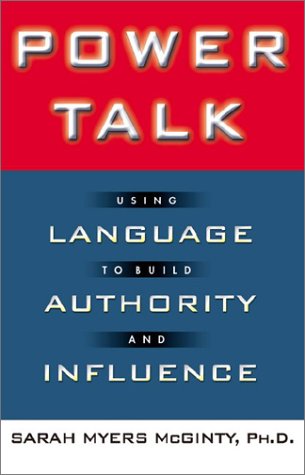 POWER
TALK
USING
LANGUAGE
TO BUILD
AUTHORITY
AND
INFLUENCE
SARAH MYERS McGINTY, Ph.D.